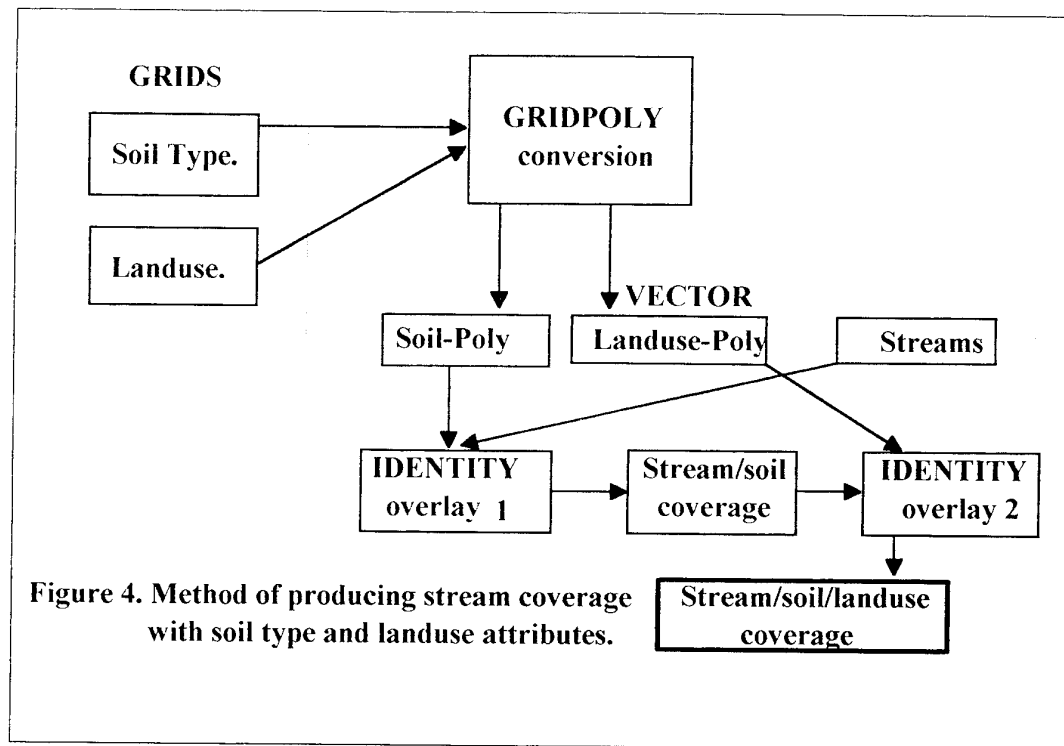 GRIDS
Soil Type.
GRIDPOLY
conversion
Landuse.
VECTOR
Soil-Poly
Landuse-Poly
Streams
IDENTITY
overlay 1
Stream/soil
coverage
IDENTITY
overlay 2
Figure 4. Method of producing stream coverage
with soil type and landuse attributes.
Stream/soil/landuse
coverage